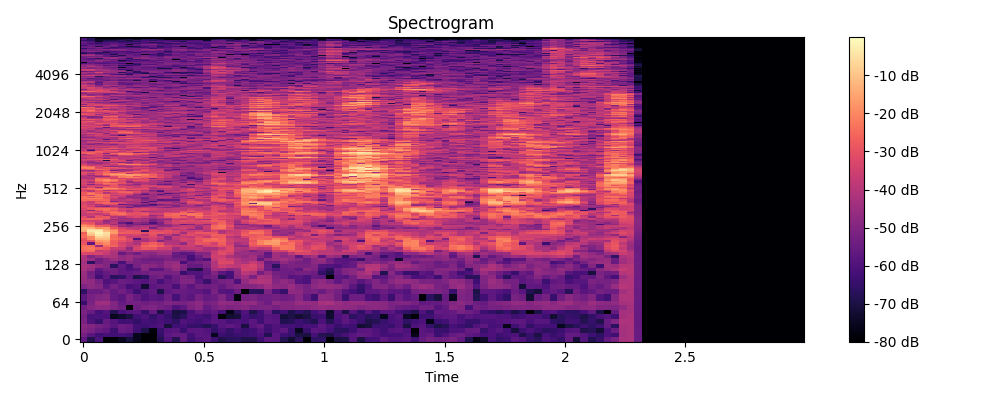 Spectrogram
Hz
4096
2048
1024
512
256
128
64
0
0
0.5
1
1.5
2
2.5
Time
-10 dB
-20 dB
-30 dB
-40 dB
-50 dB
-60 dB
-70 dB
-80 dB